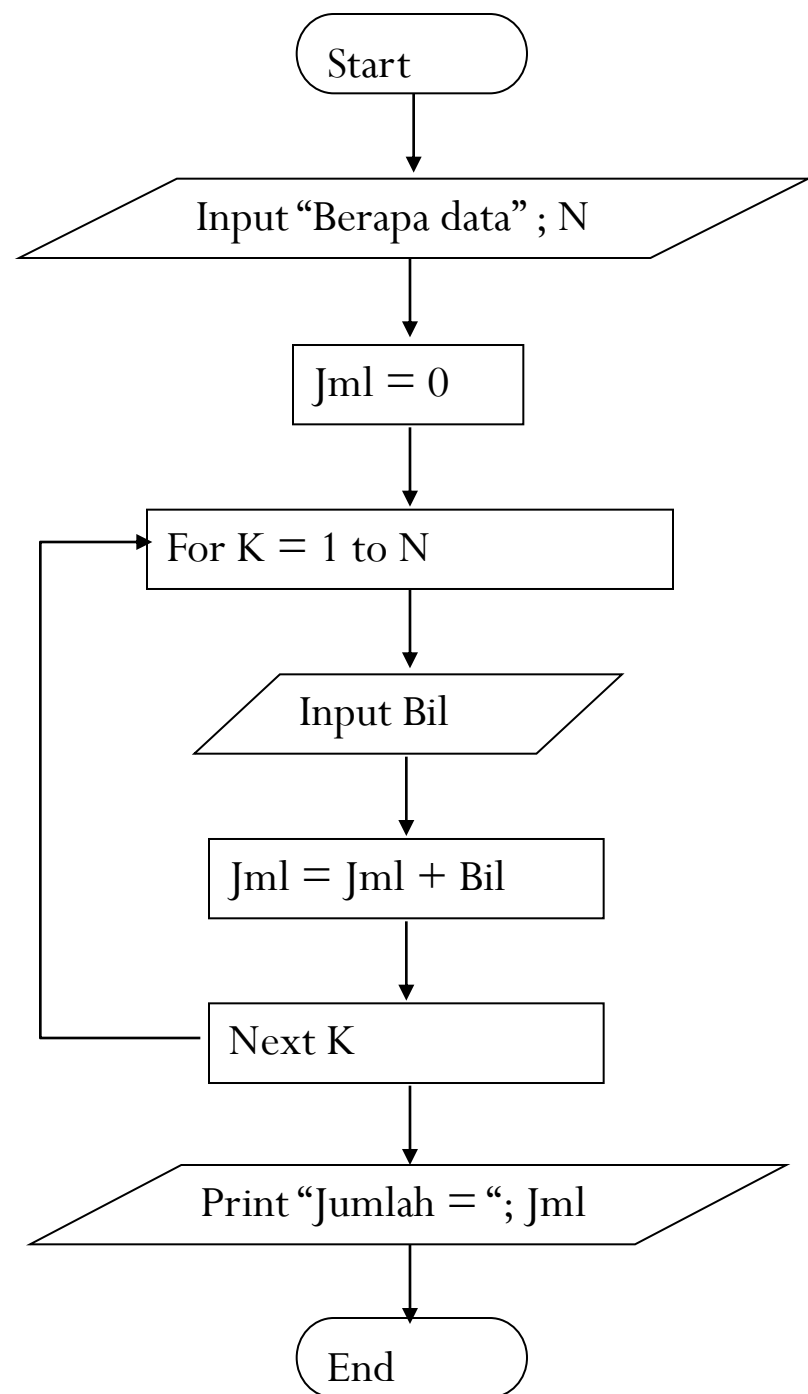 Start
Input “Berapa data” ; N
Jml = 0
For K = 1 to N
Input Bil
Jml = Jml + Bil
Next K
Print “Jumlah = “; Jml
End